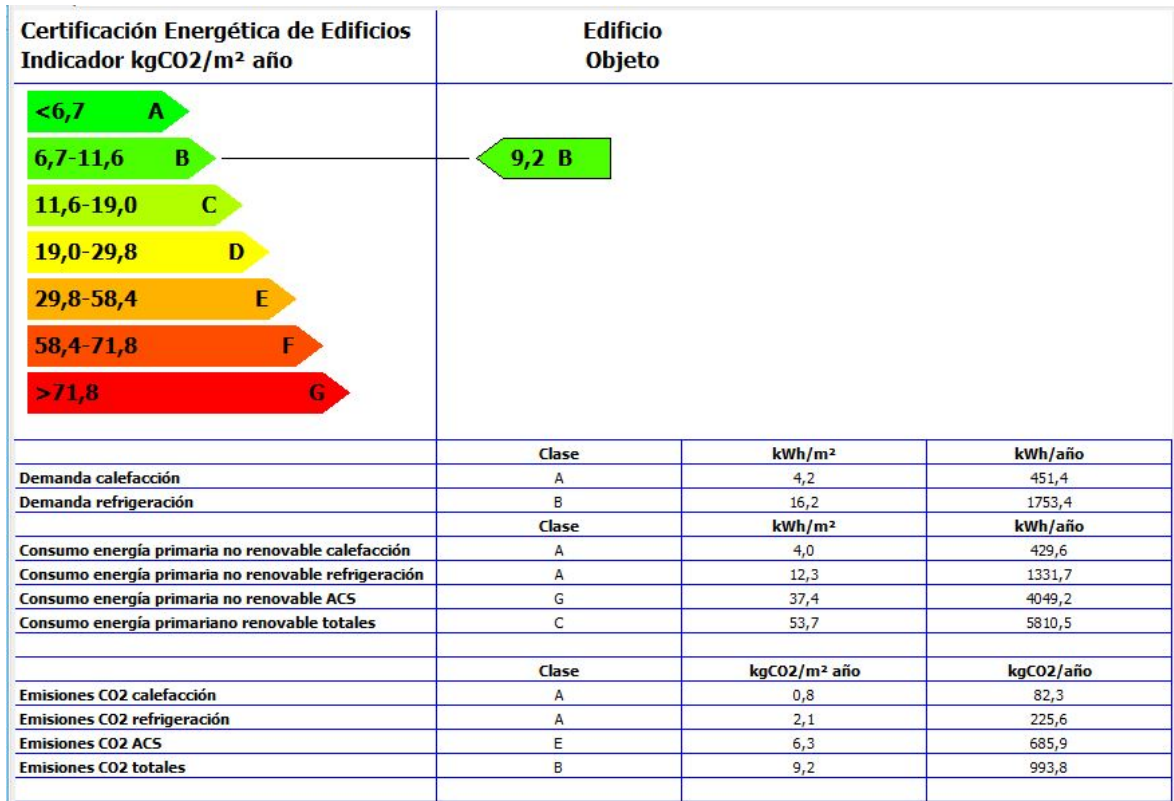 Certificación Energética de Edificios
Indicador kgCO2/m² año
Edificio
Objeto
<6,7 A
6,7-11,6 B
9,2 B
11,6-19,0 C
19,0-29,8 D
29,8-58,4 E
58,4-71,8 F
>71,8 G
Clase kWh/m² kWh/año
Demanda calefacción A 4,2 451,4
Demanda refrigeración B 16,2 1753,4
Clase kWh/m² kWh/año
Consumo energía primaria no renovable calefacción A 4,0 429,6
Consumo energía primaria no renovable refrigeración A 12,3 1331,7
Consumo energía primaria no renovable ACS G 37,4 4049,2
Consumo energía primariano renovable totales C 53,7 5810,5
Clase kgCO2/m² año kgCO2/año
Emisiones CO2 calefacción A 0,8 82,3
Emisiones CO2 refrigeración A 2,1 225,6
Emisiones CO2 ACS E 6,3 685,9
Emisiones CO2 totales B 9,2 993,8